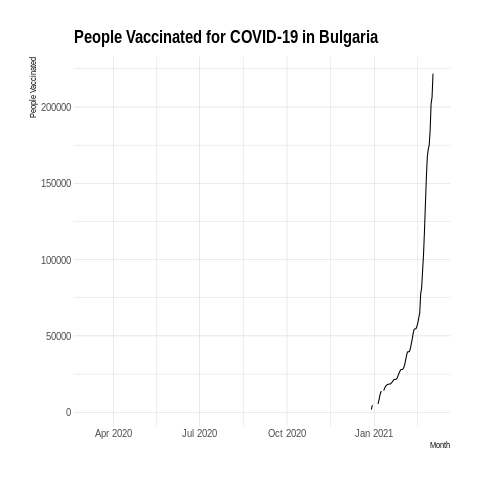 People Vaccinated for COVID-19 in Bulgaria
People Vaccinated
200000
150000
100000
50000
0
Apr 2020 Jul 2020 Oct 2020 Jan 2021
Month